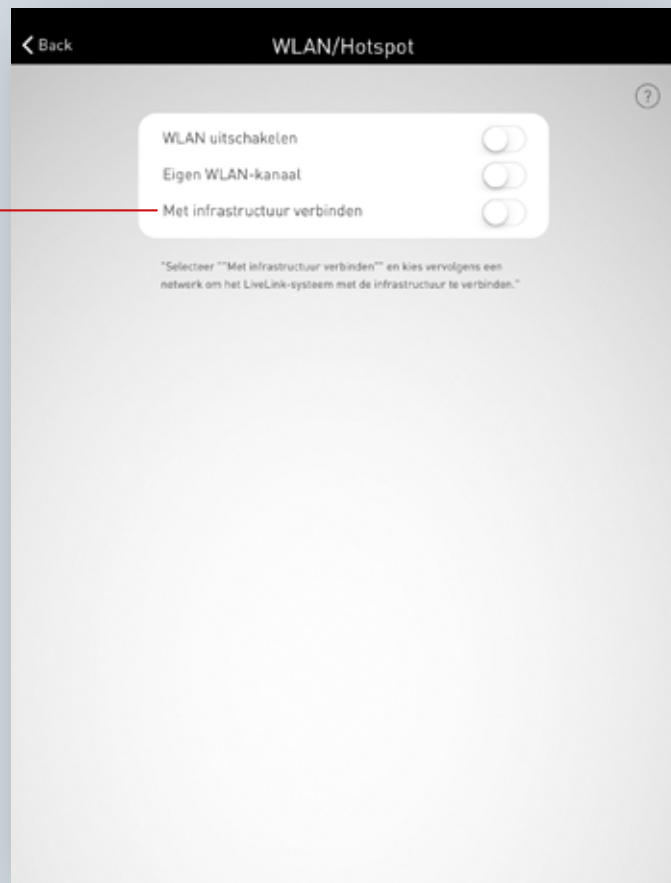 Back
WLAN/Hotspot
?
WLAN uitschakelen
Eigen WLAN-kanaal
Met infrastructuur verbinden
"Selecteer ""Met infrastructuur verbinden"" en kies vervolgens een
netwerk om het LiveLink-systeem met de infrastructuur te verbinden."